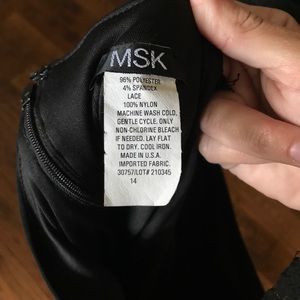 MSK
96% POLYESTER
4% SPANDEX
LACE
100% NYLON
MACHINE WASH COLD,
GENTLE CYCLE. ONLY
NON-CHLORINE BLEACH
IF NEEDED. LAY FLAT
TO DRY. COOL IRON.
MADE IN U.S.A.
IMPORTED FABRIC.
30757/LOT# 210345
14